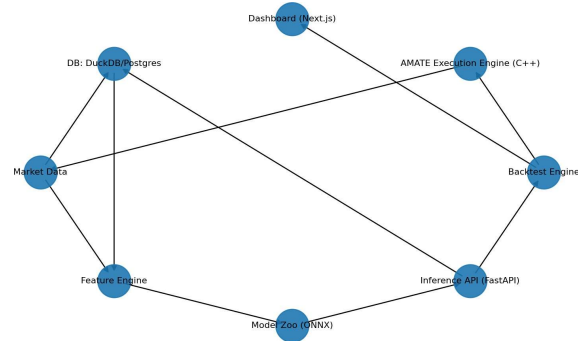 Dashboard (Next.js)
DB: DuckDB/Postgres
AMATE Execution Engine (C++)
Market Data
Backtest Engine
Feature Engine
Inference API (FastAPI)
Model Zoo (ONNX)